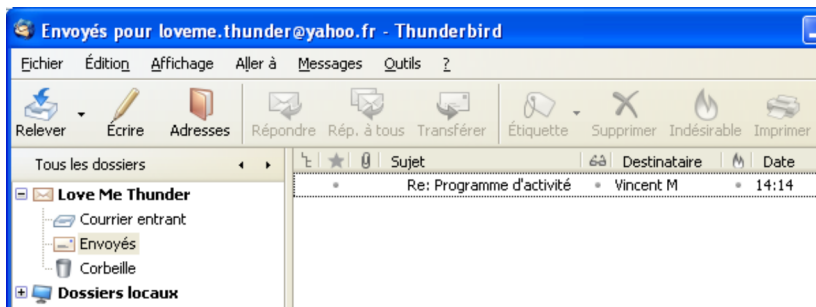 Envoyés pour loveme.thunder@yahoo.fr - Thunderbird
Fichier Édition Affichage Aller à Messages Outils ?
Relever Écrire Adresses Répondre Rép. à tous Transférer Étiquette Supprimer Indésirable Imprimer
Tous les dossiers Sujet Destinataire Date
Re: Programme d'activité Vincent M 14:14
Love Me Thunder
Courrier entrant
Envoyés
Corbeille
Dossiers locaux